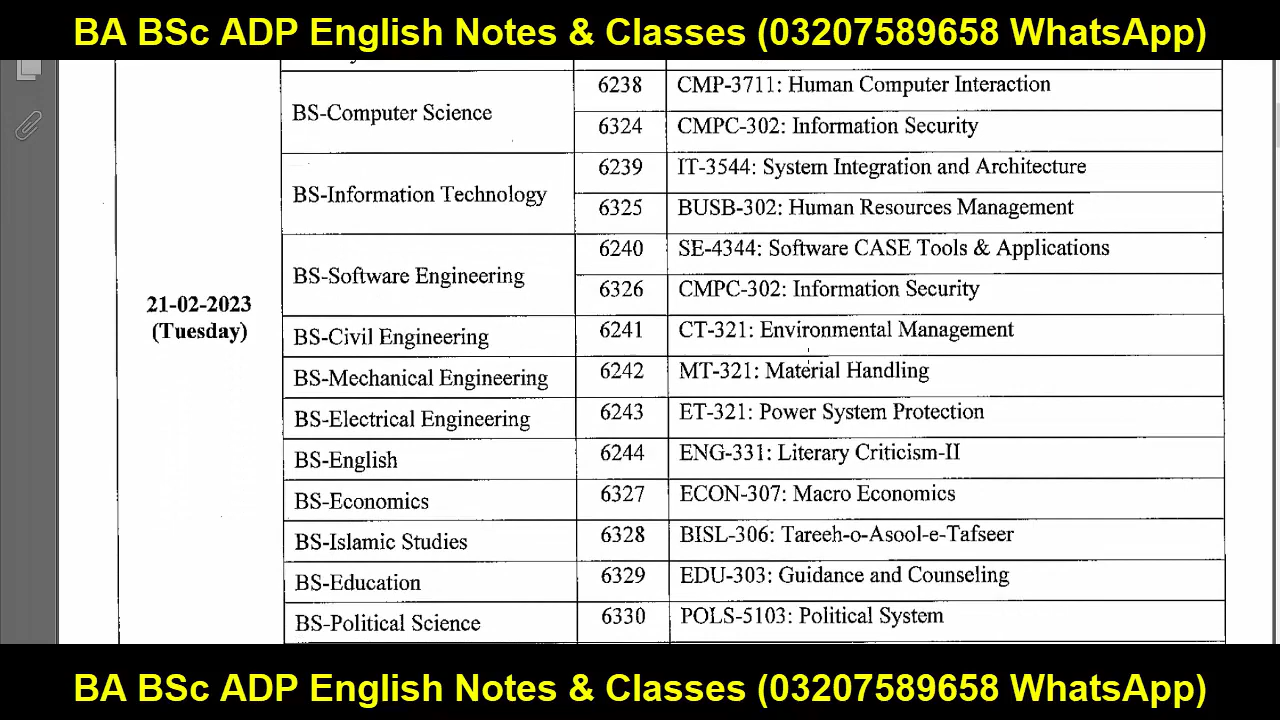 BA BSc ADP English Notes & Classes (03207589658 WhatsApp)
BS-Computer Science
6238 CMP-3711: Human Computer Interaction
6324 CMPC-302: Information Security
BS-Information Technology
6239 IT-3544: System Integration and Architecture
6325 BUSB-302: Human Resources Management
BS-Software Engineering
6240 SE-4344: Software CASE Tools & Applications
6326 CMPC-302: Information Security
21-02-2023
(Tuesday)
BS-Civil Engineering 6241 CT-321: Environmental Management
BS-Mechanical Engineering 6242 MT-321: Material Handling
BS-Electrical Engineering 6243 ET-321: Power System Protection
BS-English 6244 ENG-331: Literary Criticism-II
BS-Economics 6327 ECON-307: Macro Economics
BS-Islamic Studies 6328 BISL-306: Tareeh-o-Asool-e-Tafseer
BS-Education 6329 EDU-303: Guidance and Counseling
BS-Political Science 6330 POLS-5103: Political System
BA BSc ADP English Notes & Classes (03207589658 WhatsApp)